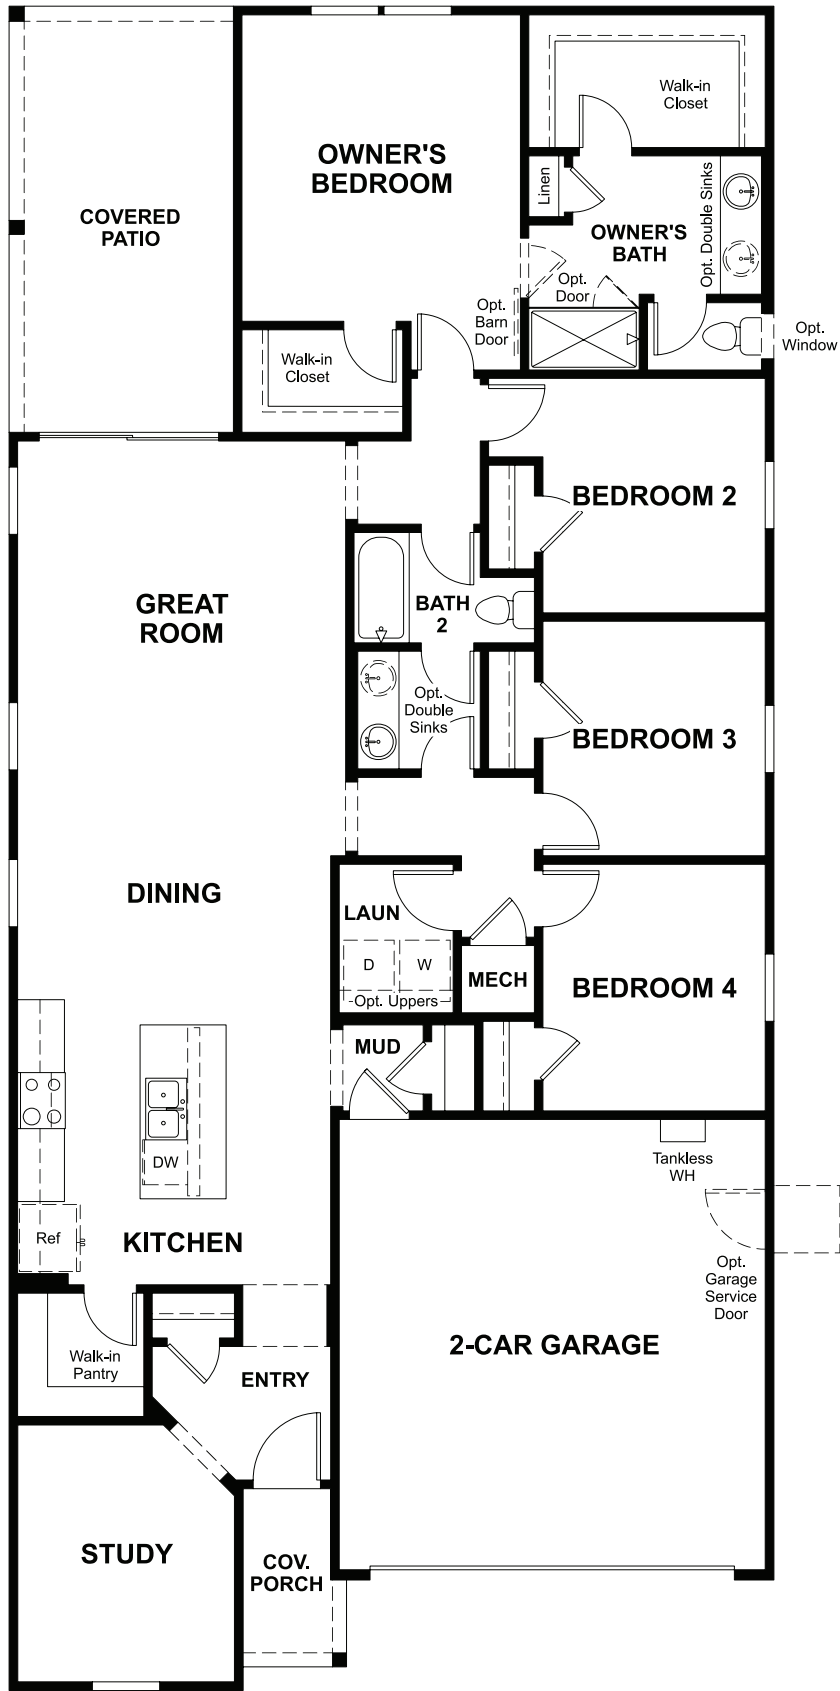 Walk-in
Closet
OWNER'S
BEDROOM
COVERED
PATIO
Linen
Opt. Double Sinks
OWNER'S
BATH
Opt.
Door
Opt.
Barn
Door
Opt.
Window
Walk-in
Closet
BEDROOM 2
GREAT
ROOM
BATH
2
Opt.
Double
Sinks
BEDROOM 3
DINING
LAUN
D
W
Opt. Uppers
MECH
BEDROOM 4
MUD
DW
Tankless
WH
Ref
KITCHEN
Opt.
Garage
Service
Door
2-CAR GARAGE
Walk-in
Pantry
ENTRY
STUDY
COV.
PORCH